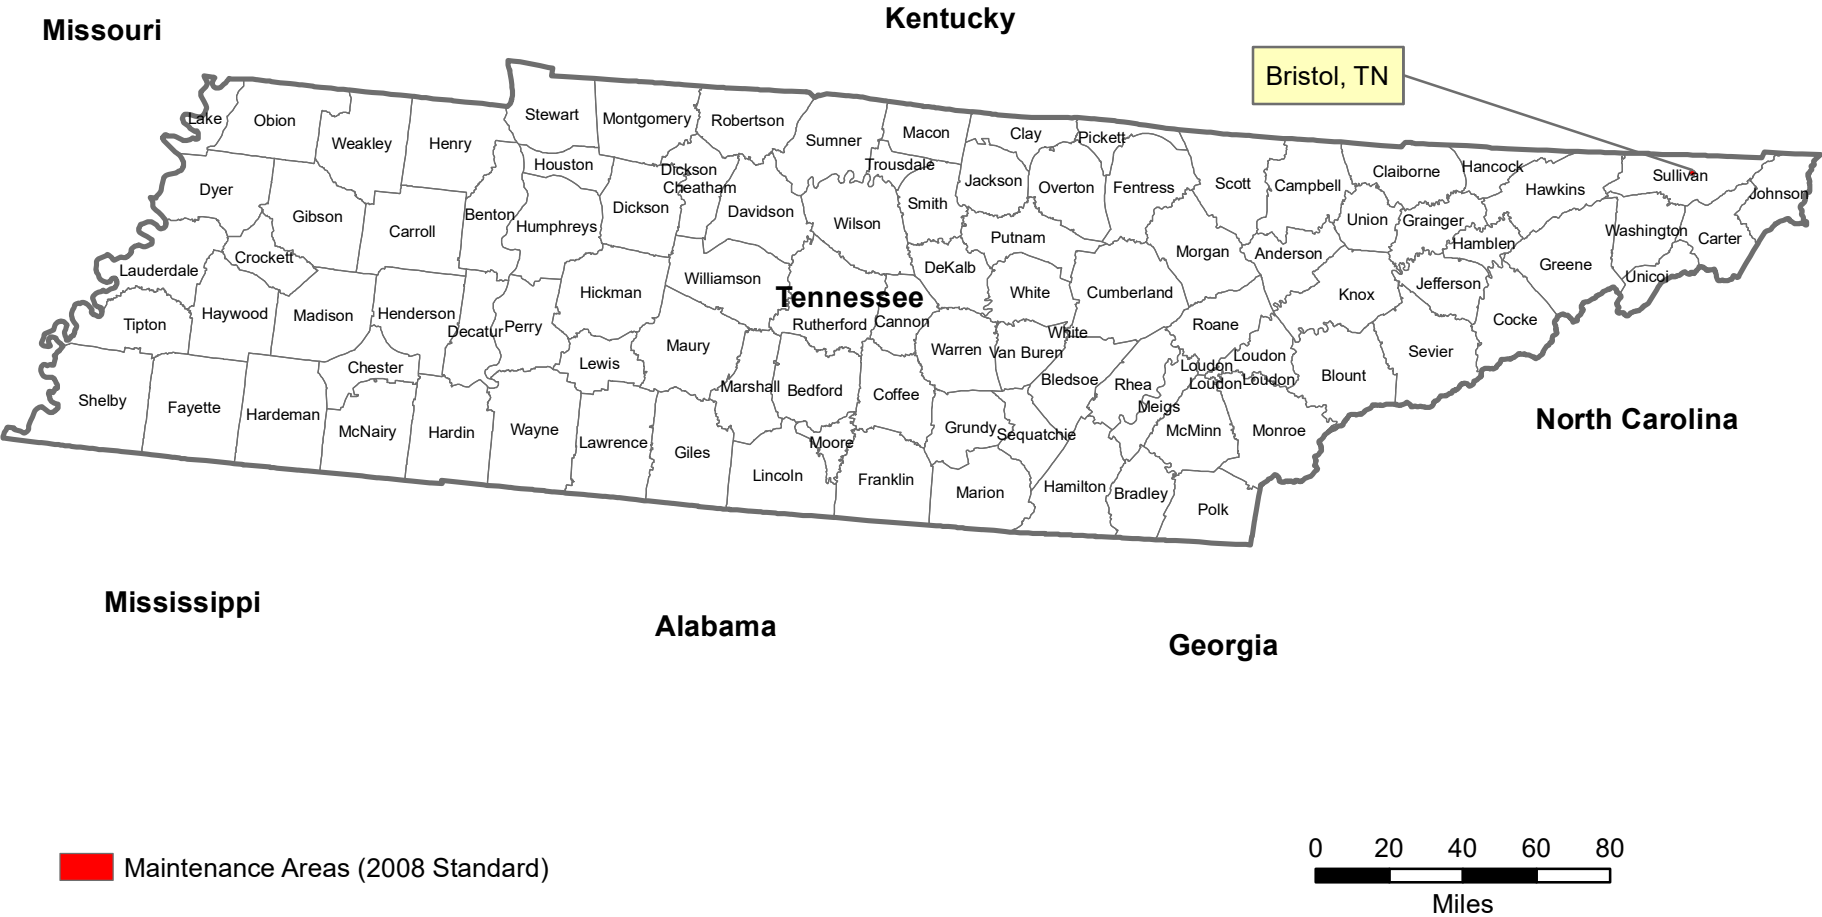 Kentucky
Missouri
Bristol, TN
Stewart
Lake
Obion
Montgomery
Robertson
Sumner
Macon
Clay
Pickett
Weakley
Henry
Houston
Dickson
Trousdale
Claiborne
Hancock
Sullivan
Dyer
Cheatham
Jackson
Overton
Fentress
Scott
Campbell
Hawkins
Johnson
Gibson
Benton
Dickson
Davidson
Smith
Carroll
Humphreys
Wilson
Union
Grainger
Washington
Carter
Crockett
Putnam
Morgan
Anderson
Hamblen
Lauderdale
Williamson
DeKalb
Greene
Unicoi
Hickman
Tennessee
White
Cumberland
Knox
Jefferson
Tipton
Haywood
Madison
Henderson
Decatur
Perry
Rutherford
Cannon
White
Roane
Cocke
Chester
Lewis
Maury
Warren
Van Buren
Loudon
Loudon
Sevier
Shelby
Fayette
Hardeman
Marshall
Bedford
Coffee
Bledsoe
Rhea
Loudon
Loudon
Blount
McNairy
Hardin
Wayne
Lawrence
Giles
Moore
Grundy
Sequatchie
Meigs
McMinn
Monroe
North Carolina
Lincoln
Franklin
Marion
Hamilton
Bradley
Polk
Mississippi
Alabama
Georgia
Maintenance Areas (2008 Standard)
0 20 40 60 80
Miles